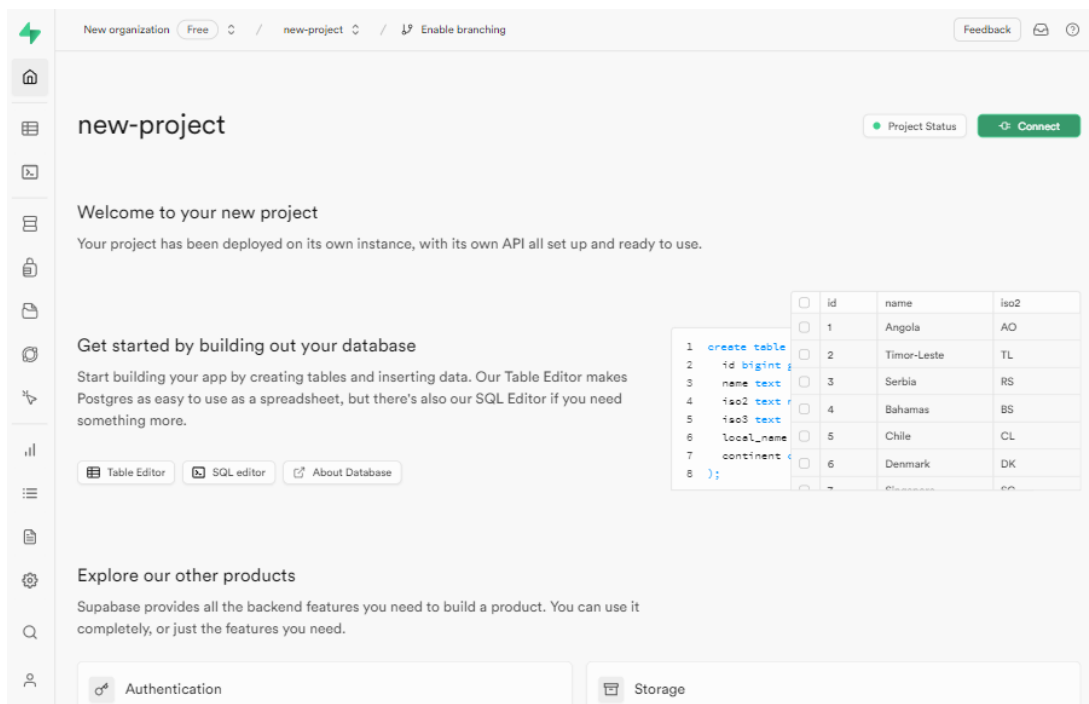 New organization Free / new-project / Enable branching Feedback
new-project
Project Status Connect
Welcome to your new project
Your project has been deployed on its own instance, with its own API all set up and ready to use.
Get started by building out your database
Start building your app by creating tables and inserting data. Our Table Editor makes
Postgres as easy to use as a spreadsheet, but there's also our SQL Editor if you need
something more.
Table Editor SQL editor About Database
1 create table
2 id bigint
3 name text
4 iso2 text
5 iso3 text
6 local_name
7 continent
8 );
id name iso2
1 Angola AO
2 Timor-Leste TL
3 Serbia RS
4 Bahamas BS
5 Chile CL
6 Denmark DK
Explore our other products
Supabase provides all the backend features you need to build a product. You can use it
completely, or just the features you need.
Authentication Storage